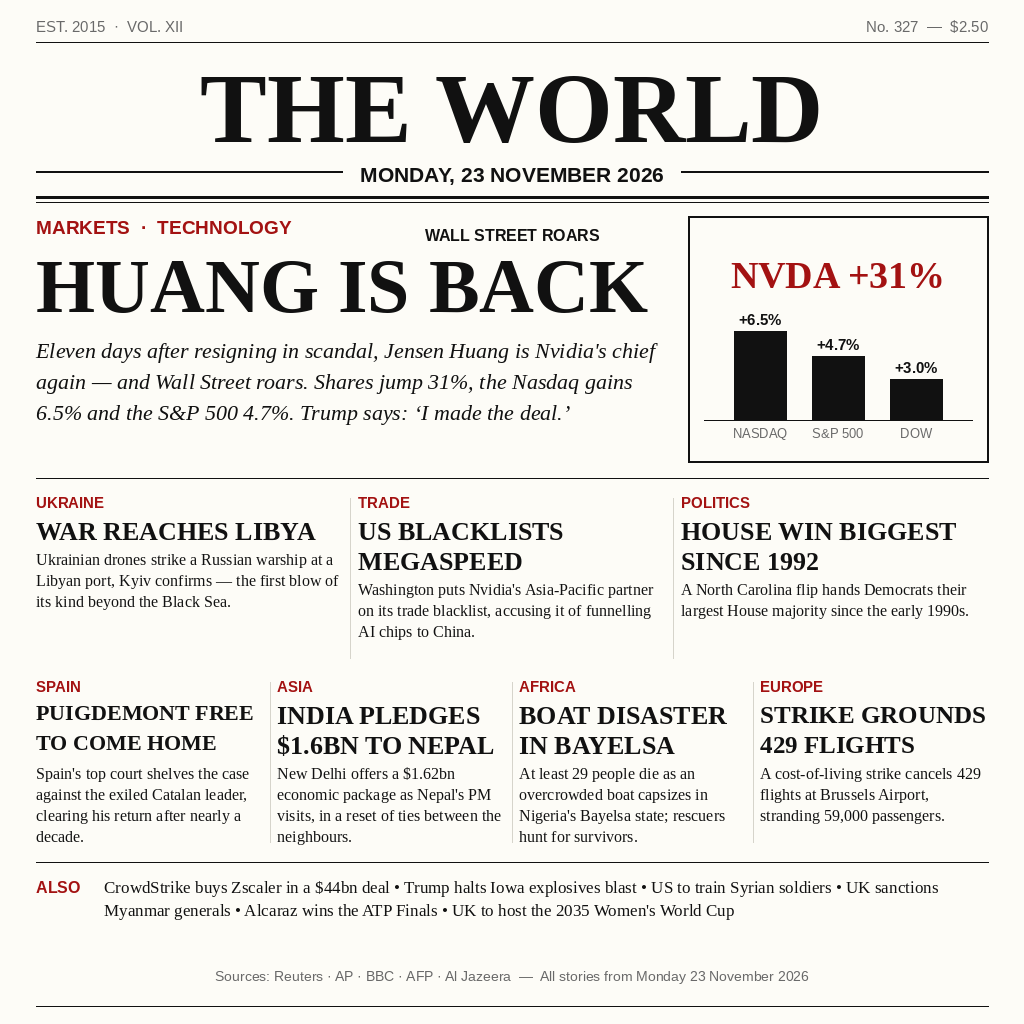 EST. 2015 · VOL. XII
No. 327 — $2.50
THE WORLD
MONDAY, 23 NOVEMBER 2026
MARKETS · TECHNOLOGY
WALL STREET ROARS
HUANG IS BACK
Eleven days after resigning in scandal, Jensen Huang is Nvidia's chief
again — and Wall Street roars. Shares jump 31%, the Nasdaq gains
6.5% and the S&P 500 4.7%. Trump says: ‘I made the deal.’
NVDA +31%
+6.5%
+4.7%
+3.0%
NASDAQ
S&P 500
DOW
UKRAINE
WAR REACHES LIBYA
Ukrainian drones strike a Russian warship at a
Libyan port, Kyiv confirms — the first blow of
its kind beyond the Black Sea.
TRADE
US BLACKLISTS
MEGASPEED
Washington puts Nvidia's Asia-Pacific partner
on its trade blacklist, accusing it of funnelling
AI chips to China.
POLITICS
HOUSE WIN BIGGEST
SINCE 1992
A North Carolina flip hands Democrats their
largest House majority since the early 1990s.
SPAIN
PUIGDEMONT FREE
TO COME HOME
Spain's top court shelves the case
against the exiled Catalan leader,
clearing his return after nearly a
decade.
ASIA
INDIA PLEDGES
$1.6BN TO NEPAL
New Delhi offers a $1.62bn
economic package as Nepal's PM
visits, in a reset of ties between the
neighbours.
AFRICA
BOAT DISASTER
IN BAYELSA
At least 29 people die as an
overcrowded boat capsizes in
Nigeria's Bayelsa state; rescuers
hunt for survivors.
EUROPE
STRIKE GROUNDS
429 FLIGHTS
A cost-of-living strike cancels 429
flights at Brussels Airport,
stranding 59,000 passengers.
ALSO
CrowdStrike buys Zscaler in a $44bn deal • Trump halts Iowa explosives blast • US to train Syrian soldiers • UK sanctions
Myanmar generals • Alcaraz wins the ATP Finals • UK to host the 2035 Women's World Cup
Sources: Reuters · AP · BBC · AFP · Al Jazeera — All stories from Monday 23 November 2026